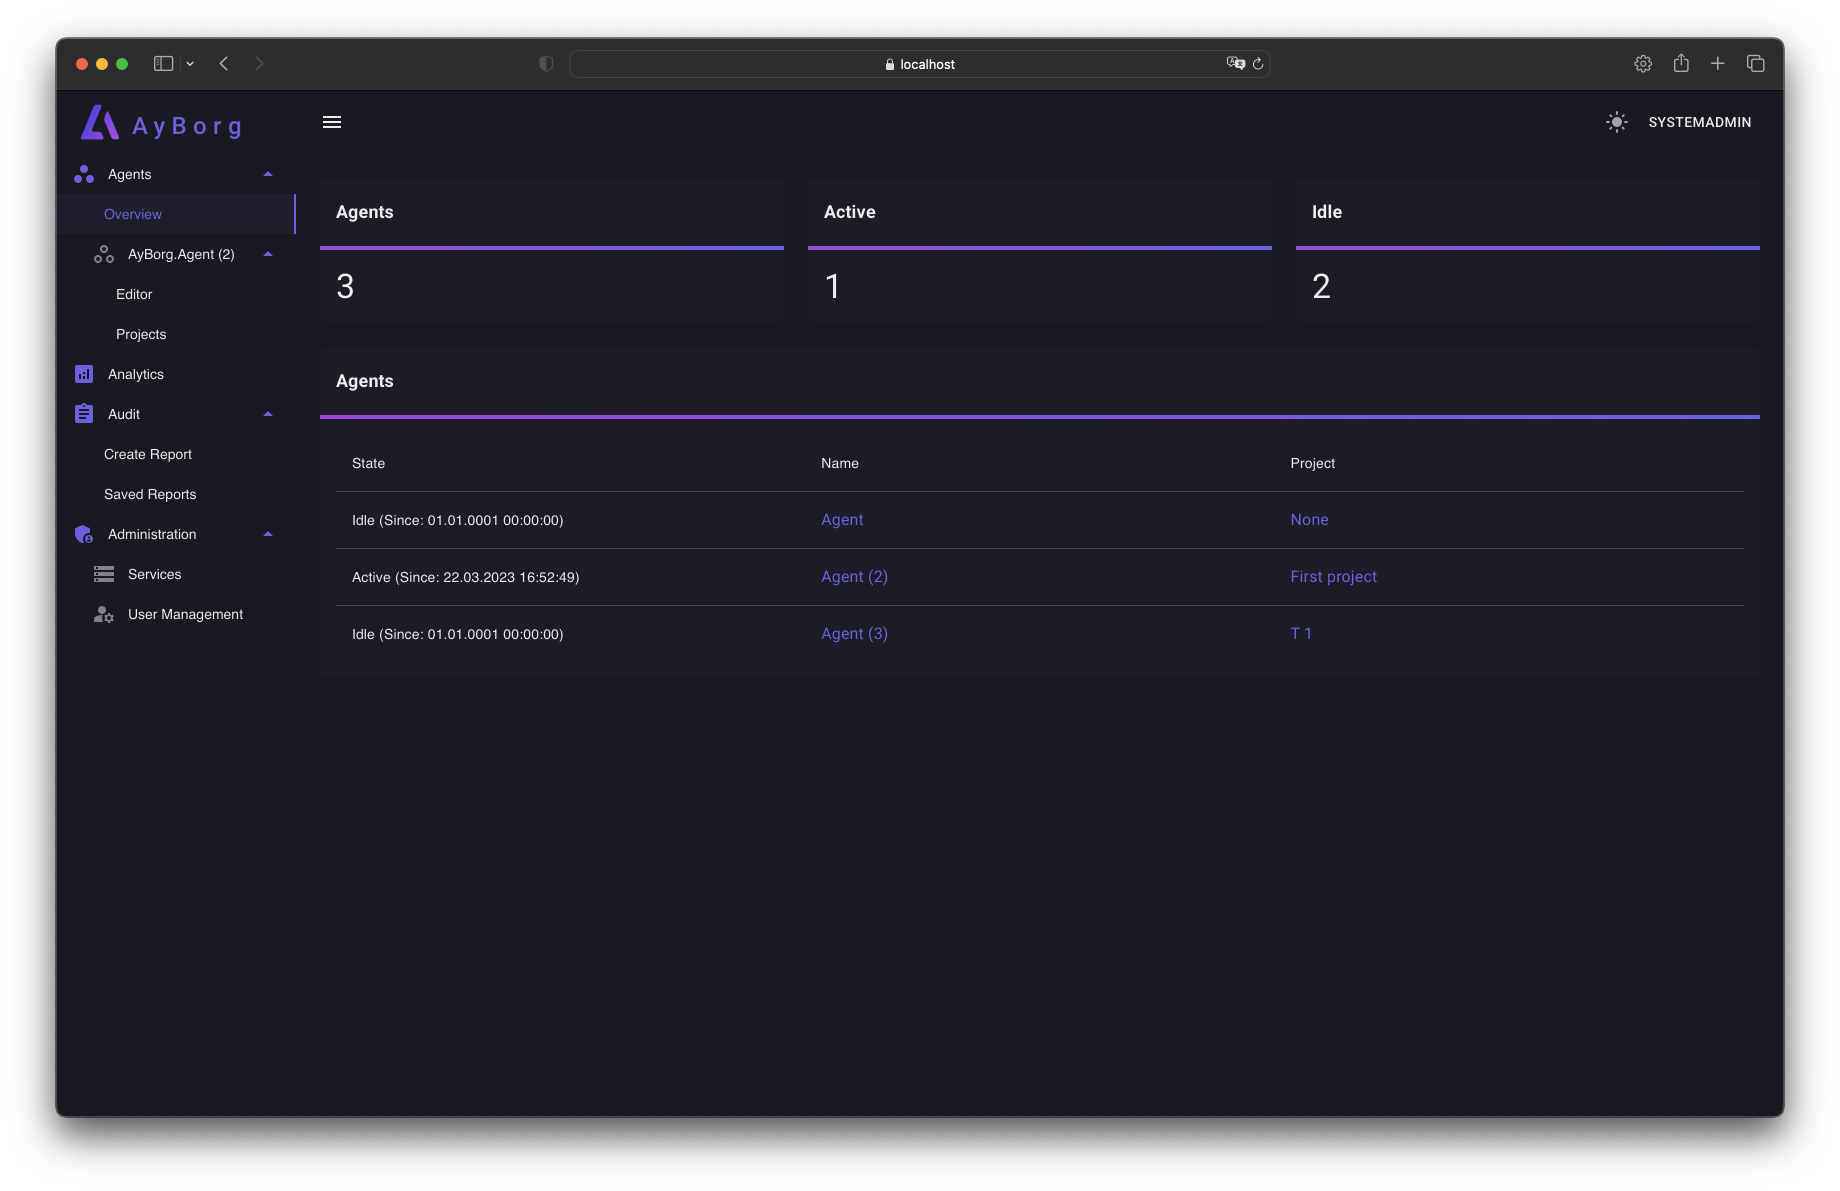 localhost
AyBorg
SYSTEMADMIN
Agents
Overview
AyBorg.Agent (2)
Editor
Projects
Analytics
Audit
Create Report
Saved Reports
Administration
Services
User Management
Agents
3
Active
1
Idle
2
Agents
State Name Project
Idle (Since: 01.01.0001 00:00:00) Agent None
Active (Since: 22.03.2023 16:52:49) Agent (2) First project
Idle (Since: 01.01.0001 00:00:00) Agent (3) T 1